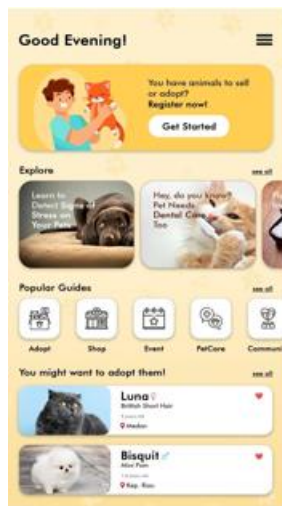 Good Evening!
You have animals to sell
or adopt?
Register now!
Get Started
Explore
see all
Learn to
Detect Signs of
Stress on
Your Pets
Hey, do you know?
Pet Needs
Dental Care
Too
Popular Guides
see all
Adopt
Shop
Event
PetCare
Communi
You might want to adopt them!
see all
Luna
British Short Hair
Medan
Bisquit
Mini Pom
Kep. Riau